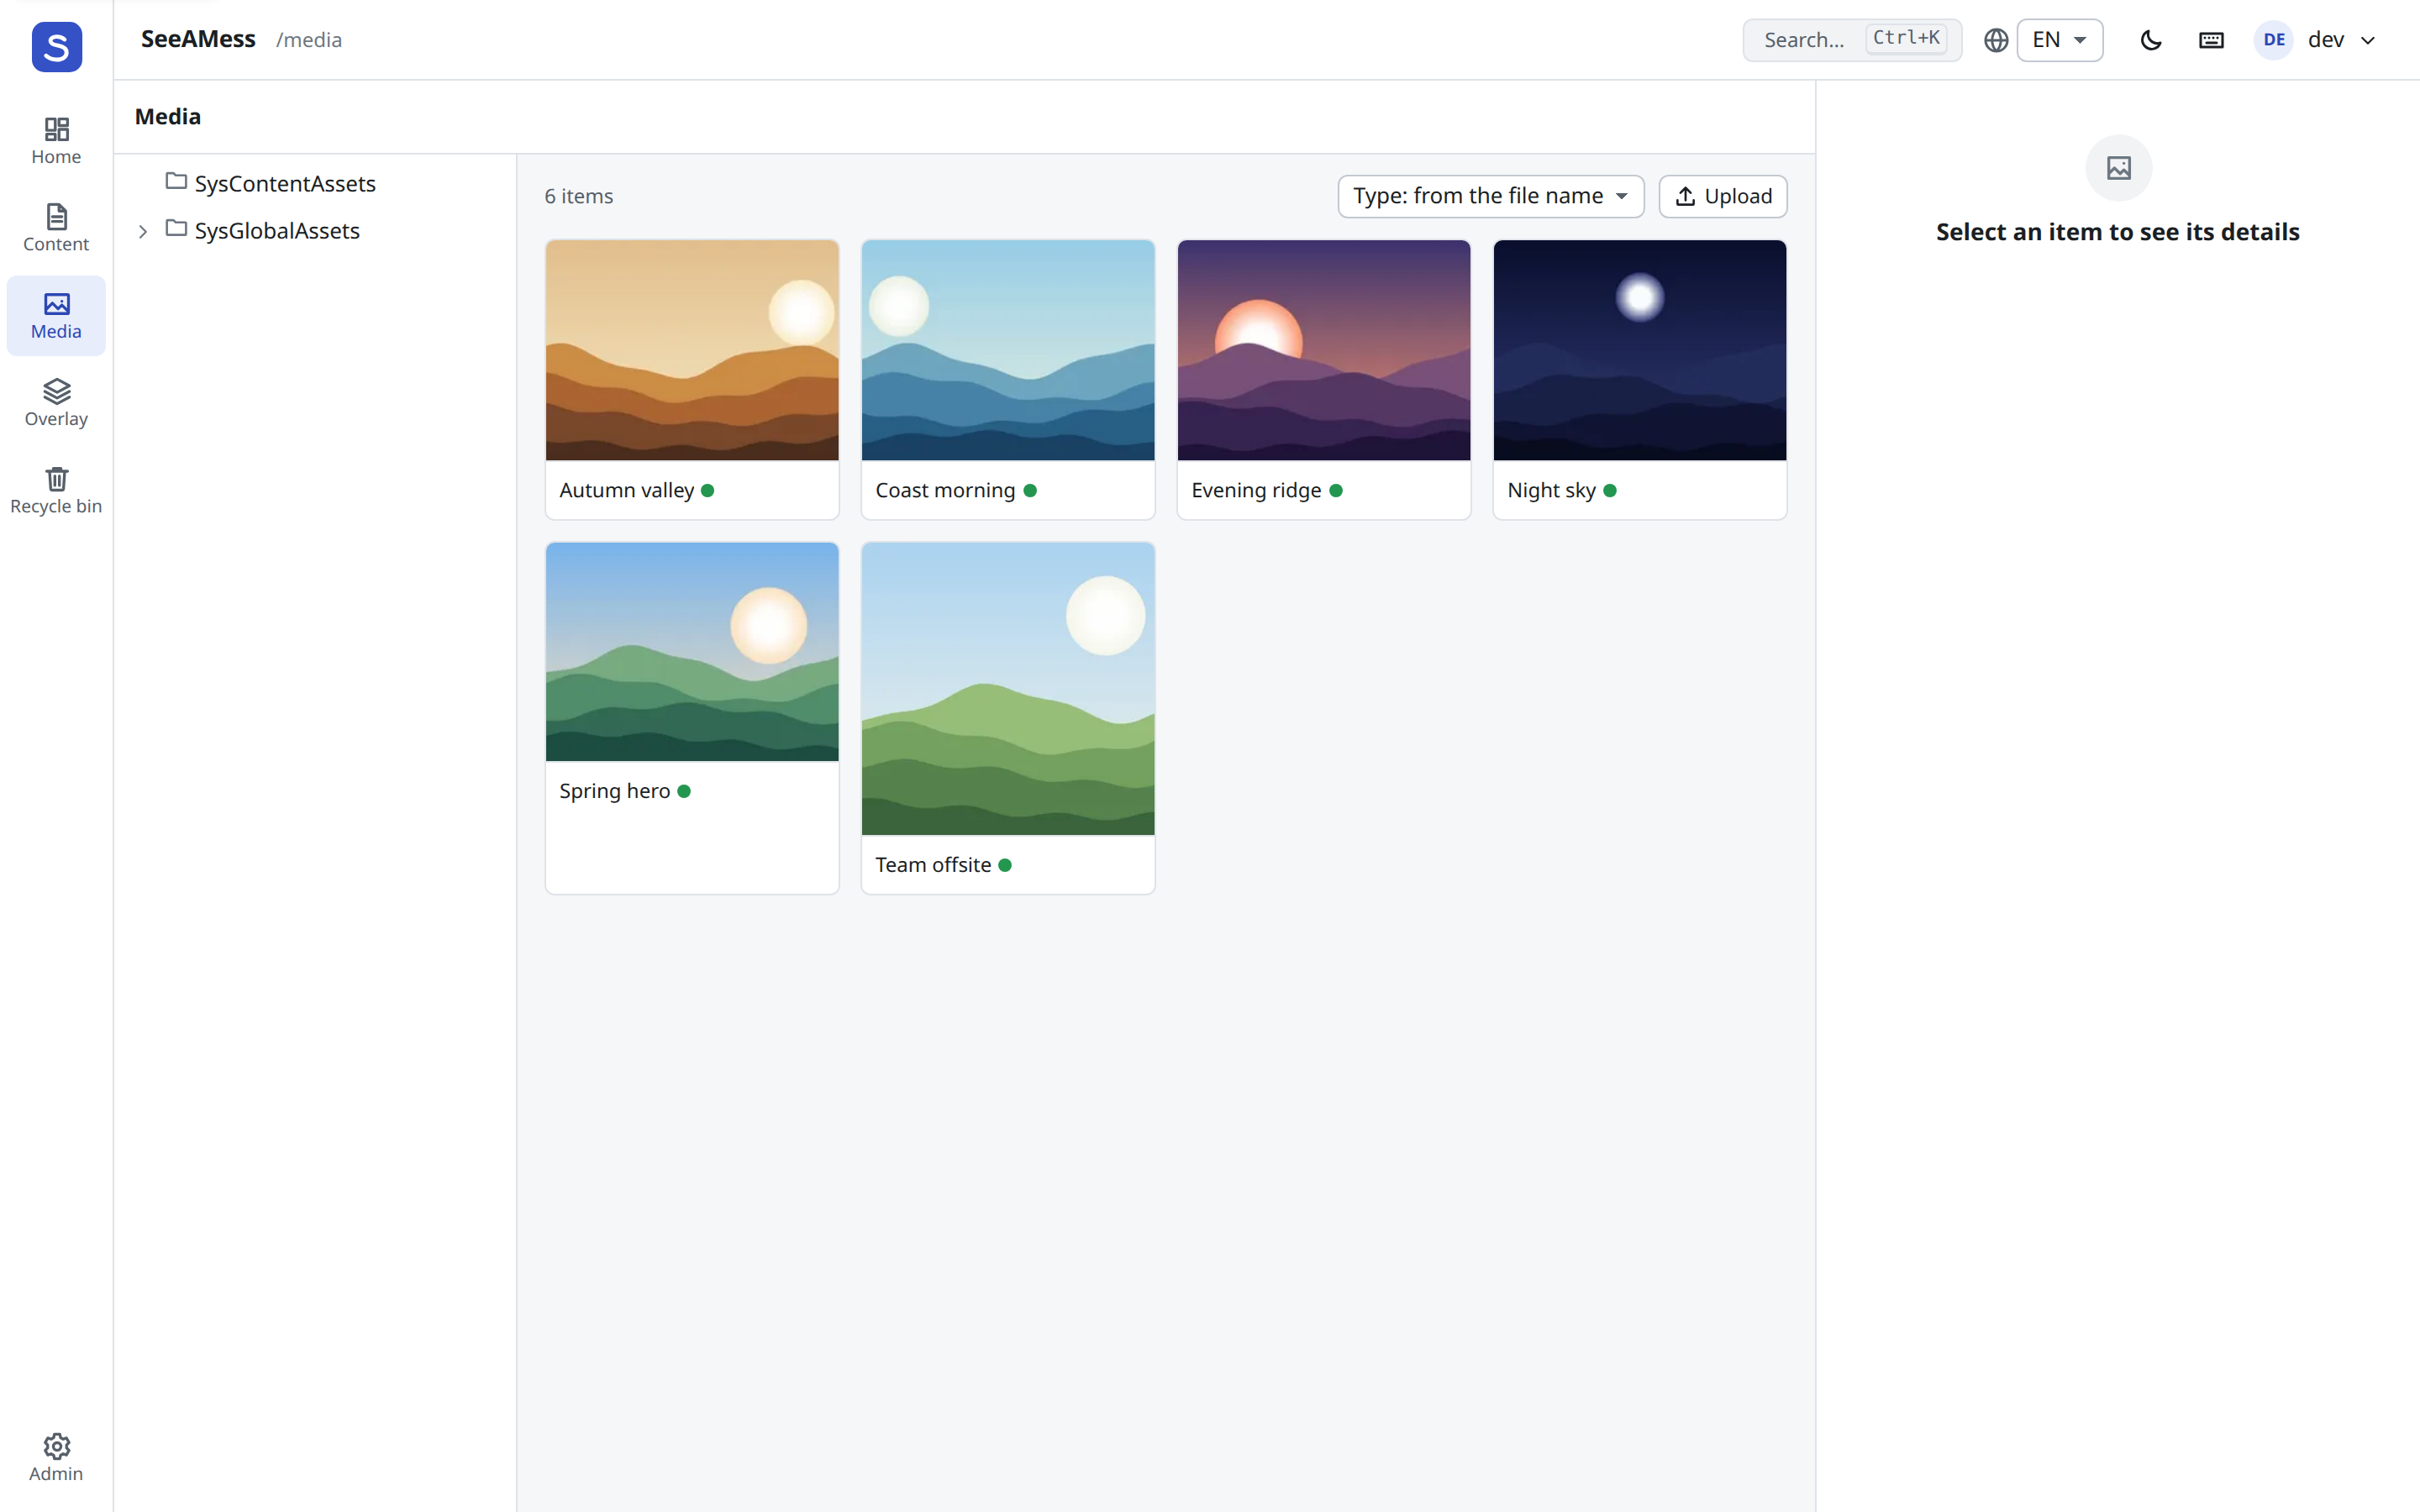 S
SeeAMess /media
Search... Ctrl+K
EN
DE dev
Home
Content
Media
Overlay
Recycle bin
Admin
Media
SysContentAssets
SysGlobalAssets
6 items
Type: from the file name
Upload
Autumn valley
Coast morning
Evening ridge
Night sky
Spring hero
Team offsite
Select an item to see its details